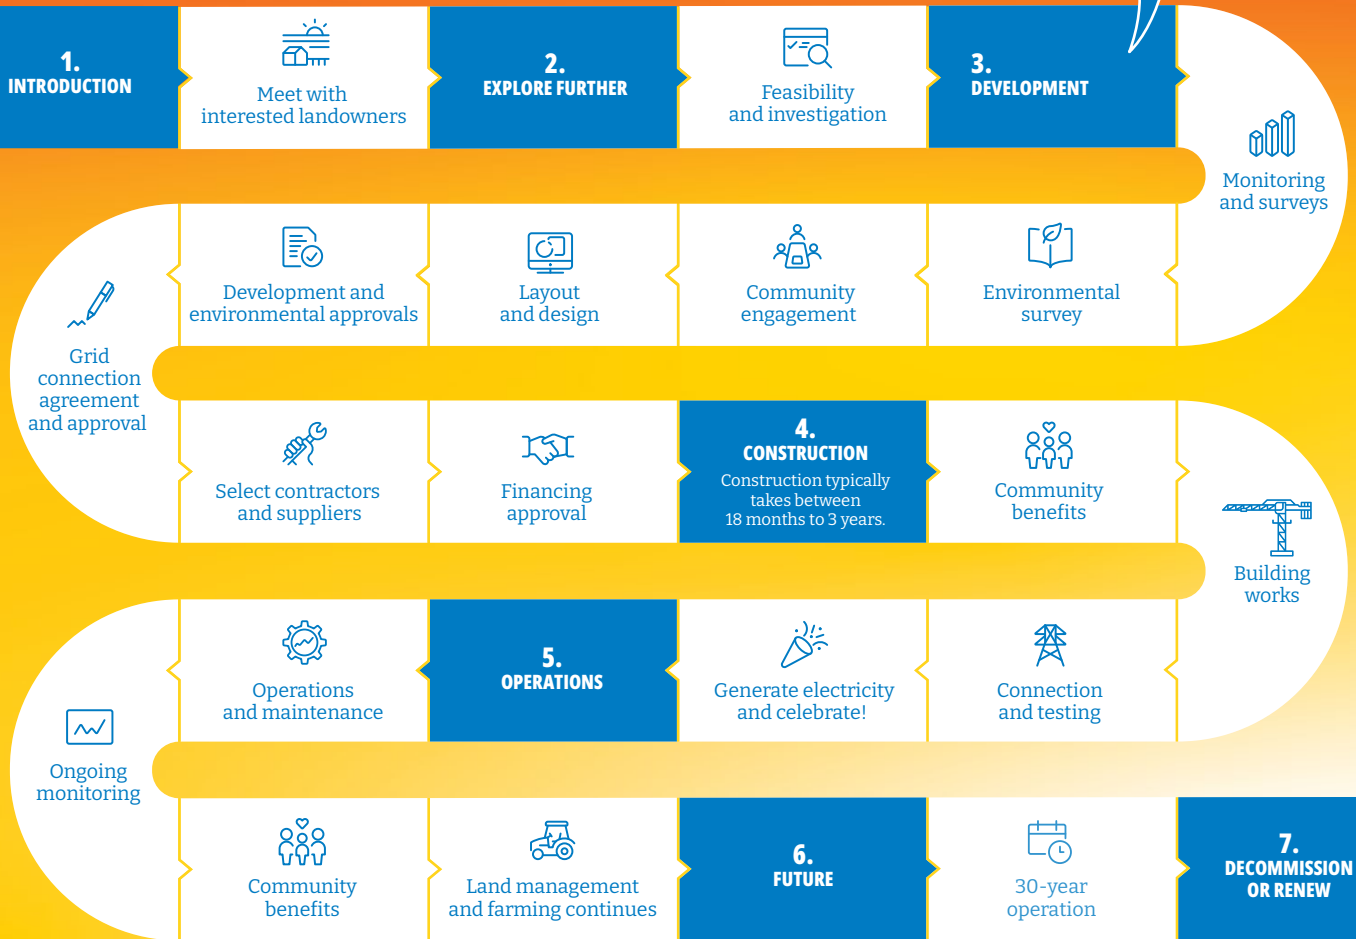 1.
INTRODUCTION
Meet with
interested landowners
2.
EXPLORE FURTHER
Feasibility
and investigation
3.
DEVELOPMENT
Monitoring
and surveys
Environmental
survey
Community
engagement
Layout
and design
Development and
environmental approvals
Grid
connection
agreement
and approval
Select contractors
and suppliers
Financing
approval
4.
CONSTRUCTION
Construction typically
takes between
18 months to 3 years.
Community
benefits
Building
works
Connection
and testing
Generate electricity
and celebrate!
5.
OPERATIONS
Operations
and maintenance
Ongoing
monitoring
Community
benefits
Land management
and farming continues
6.
FUTURE
30-year
operation
7.
DECOMMISSION
OR RENEW